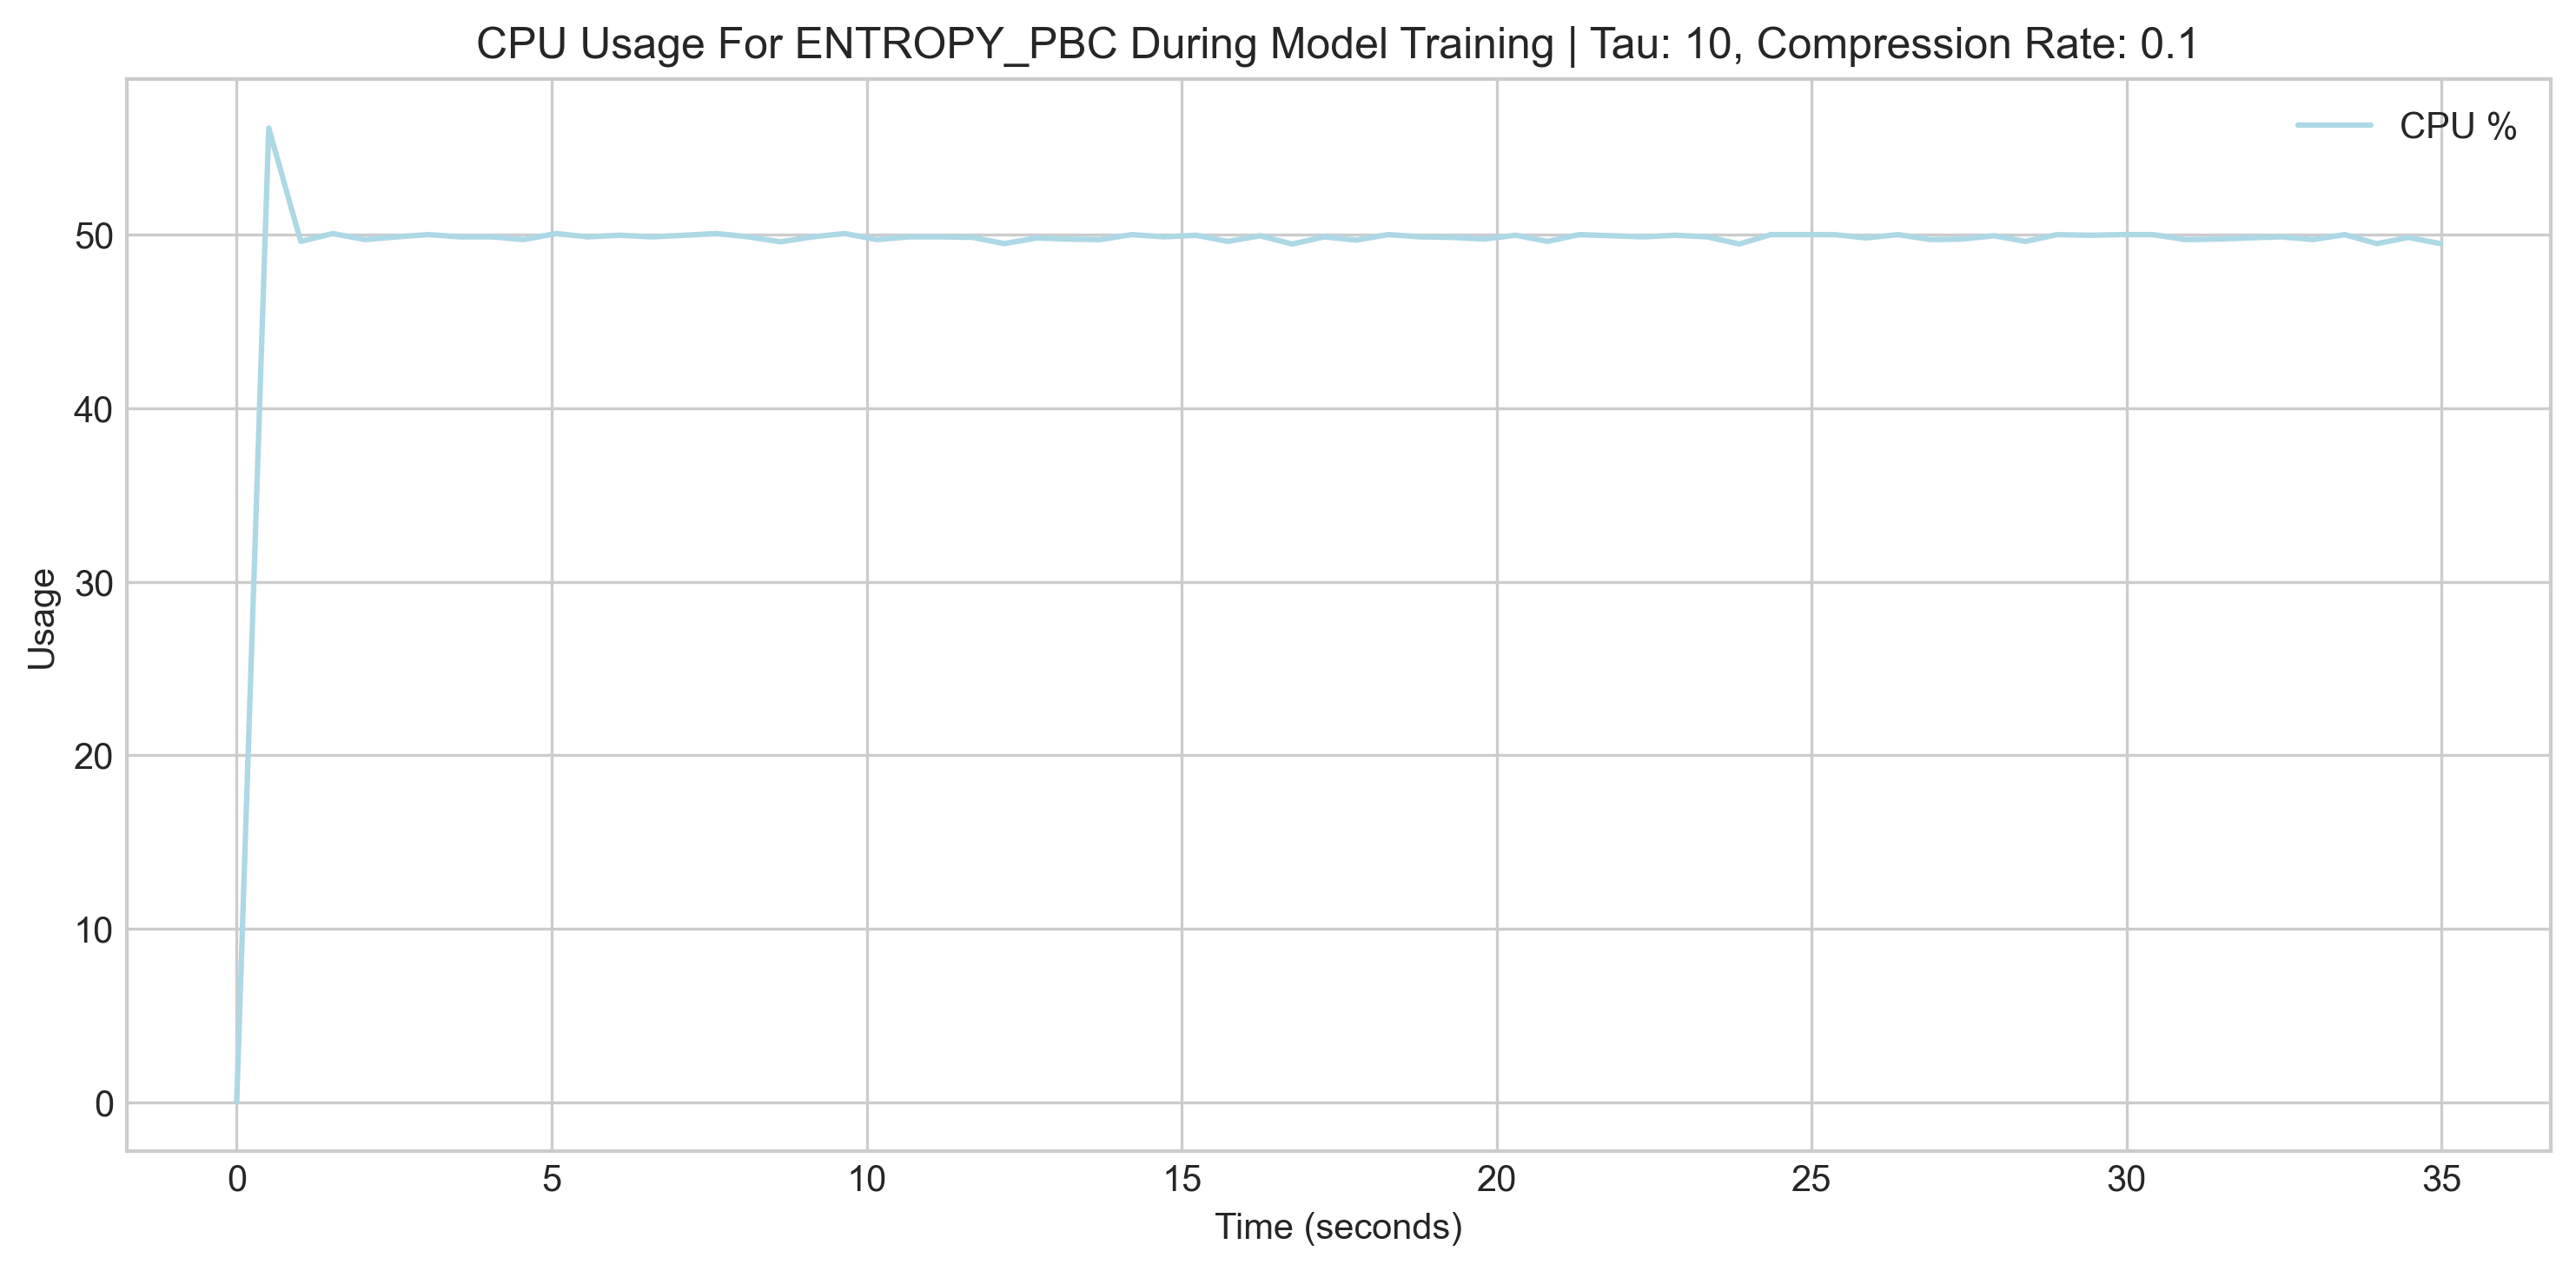 CPU Usage For ENTROPY_PBC During Model Training | Tau: 10, Compression Rate: 0.1
CPU %
50
40
30
20
10
0
Usage
0 5 10 15 20 25 30 35
Time (seconds)